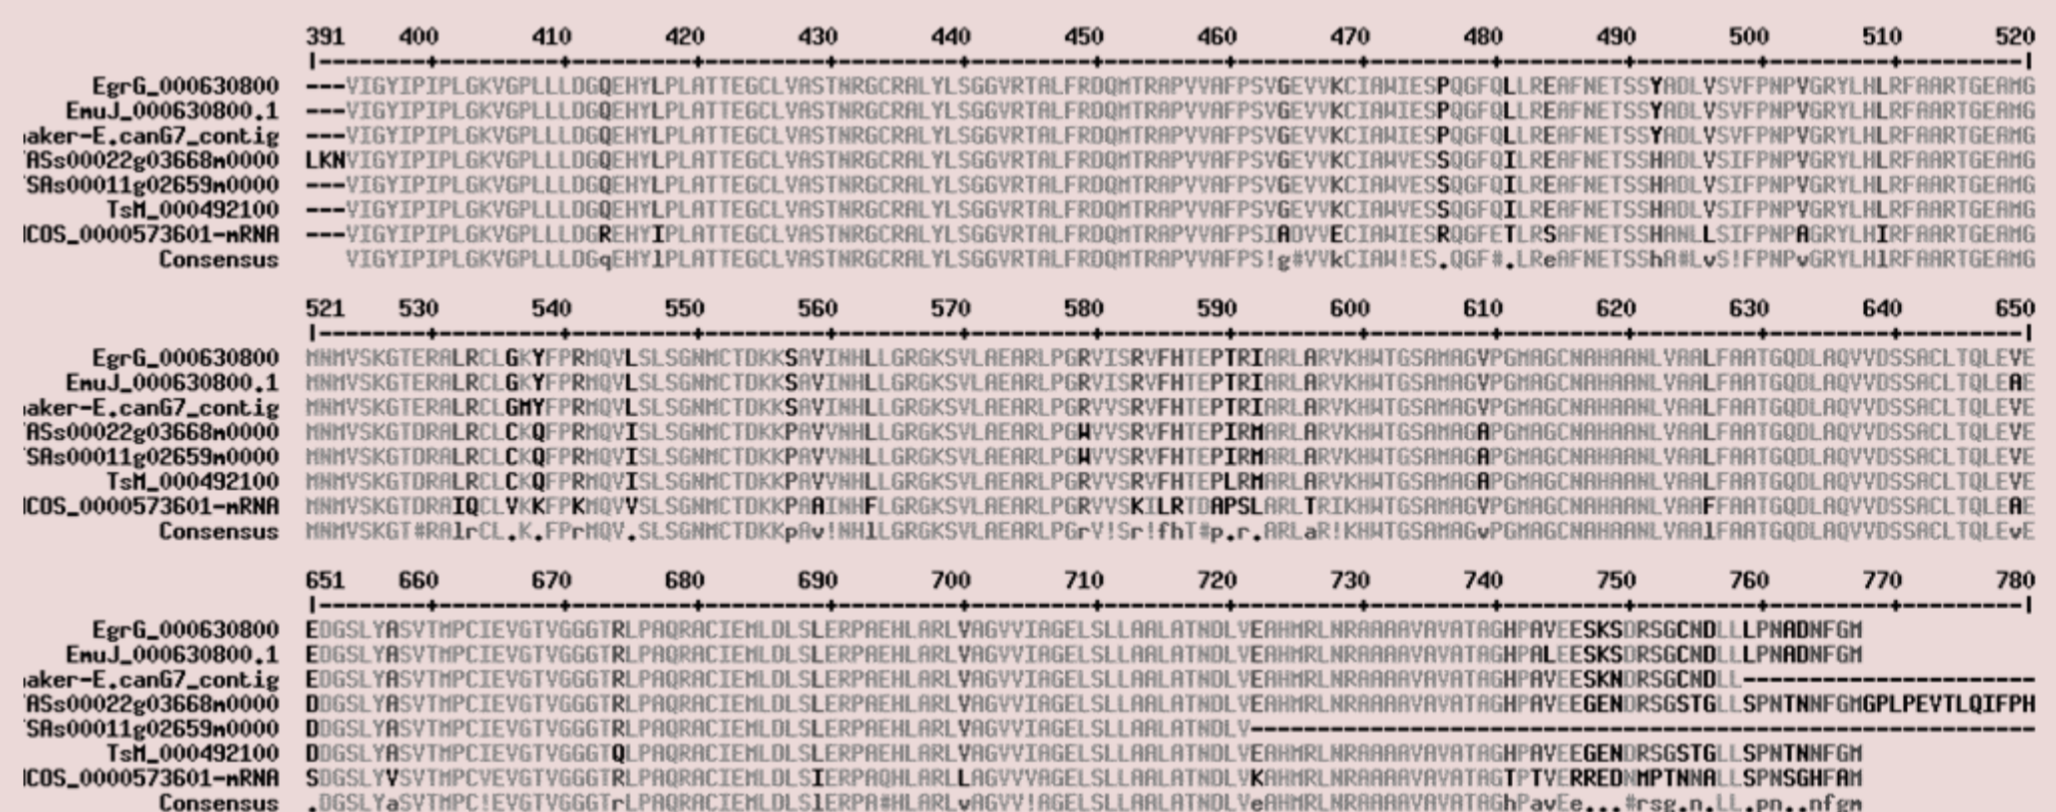 391 400 410 420 430 440 450 460 470 480 490 500 510 520
EgrG_000630800 ---VIGYIPIPLGKVGPLLLDGQEHYLPLATTEGCLVASTNRGCRALYLSGGVRTALFRDQMTRAPVVAFPSVGEVVKCIAWIESPQGFQLLREAFNETSSYADLVSVFPNPVGRYLHLRFAARTGEAMG
EmuJ_000630800.1 ---VIGYIPIPLGKVGPLLLDGQEHYLPLATTEGCLVASTNRGCRALYLSGGVRTALFRDQMTRAPVVAFPSVGEVVKCIAWIESPQGFQLLREAFNETSSYADLVSVFPNPVGRYLHLRFAARTGEAMG
aker-E.canG7_contig ---VIGYIPIPLGKVGPLLLDGQEHYLPLATTEGCLVASTNRGCRALYLSGGVRTALFRDQMTRAPVVAFPSVGEVVKCIAWIESPQGFQLLREAFNETSSYADLVSVFPNPVGRYLHLRFAARTGEAMG
ASs00022g03668m0000 LKNVIGYIPIPLGKVGPLLLDGQEHYLPLATTEGCLVASTNRGCRALYLSGGVRTALFRDQMTRAPVVAFPSVGEVVKCIAWVESSQGFQILREAFNETSSHADLVSIFPNPVGRYLHLRFAARTGEAMG
SAs00011g02659m0000 ---VIGYIPIPLGKVGPLLLDGQEHYLPLATTEGCLVASTNRGCRALYLSGGVRTALFRDQMTRAPVVAFPSVGEVVKCIAWVESSQGFQILREAFNETSSHADLVSIFPNPVGRYLHLRFAARTGEAMG
TsM_000492100 ---VIGYIPIPLGKVGPLLLDGQEHYLPLATTEGCLVASTNRGCRALYLSGGVRTALFRDQMTRAPVVAFPSVGEVVKCIAWVESSQGFQILREAFNETSSHADLVSIFPNPVGRYLHLRFAARTGEAMG
COS_0000573601-mRNA ---VIGYIPIPLGKVGPLLLDGREHYIPLATTEGCLVASTNRGCRALYLSGGVRTALFRDQMTRAPVVAFPSIADVVECIAWIESRQGFETLRSAFNETSSHANLLSIFPNPAGRYLHIRFAARTGEAMG
Consensus VIGYIPIPLGKVGPLLLDGqEHYlPLATTEGCLVASTNRGCRALYLSGGVRTALFRDQMTRAPVVAFPS!g#VVkCIAW!ES.QGF#.LReAFNETSShA#LvS!FPNPvGRYLHlRFAARTGEAMG
521 530 540 550 560 570 580 590 600 610 620 630 640 650
EgrG_000630800 MNMVSKGTERALRCLGKYFPRMQVLSLSGNMCTDKKSAVINHLLGRGKSVLAEARLPGRVISRVFHTEPTRIARLARVKHWTGSAMAGVPGMAGCNAHAANLVAALFAATGQDLAQVVDSSACLTQLEVE
EmuJ_000630800.1 MNMVSKGTERALRCLGKYFPRMQVLSLSGNMCTDKKSAVINHLLGRGKSVLAEARLPGRVISRVFHTEPTRIARLARVKHWTGSAMAGVPGMAGCNAHAANLVAALFAATGQDLAQVVDSSACLTQLEAE
aker-E.canG7_contig MNMVSKGTERALRCLGMYFPRMQVLSLSGNMCTDKKSAVINHLLGRGKSVLAEARLPGRVVSRVFHTEPTRIARLARVKHWTGSAMAGVPGMAGCNAHAANLVAALFAATGQDLAQVVDSSACLTQLEVE
ASs00022g03668m0000 MNMVSKGTDRALRCLCKQFPRMQVISLSGNMCTDKKPAVVNHLLGRGKSVLAEARLPGWVVSRVFHTEPIRMARLARVKHWTGSAMAGAPGMAGCNAHAANLVAALFAATGQDLAQVVDSSACLTQLEVE
SAs00011g02659m0000 MNMVSKGTDRALRCLCKQFPRMQVISLSGNMCTDKKPAVVNHLLGRGKSVLAEARLPGWVVSRVFHTEPIRMARLARVKHWTGSAMAGAPGMAGCNAHAANLVAALFAATGQDLAQVVDSSACLTQLEVE
TsM_000492100 MNMVSKGTDRALRCLCKQFPRMQVISLSGNMCTDKKPAVVNHLLGRGKSVLAEARLPGRVVSRVFHTEPLRMARLARVKHWTGSAMAGAPGMAGCNAHAANLVAALFAATGQDLAQVVDSSACLTQLEVE
COS_0000573601-mRNA MNMVSKGTDRAIQCLVKKFPKMQVVSLSGNMCTDKKPAAINHFLGRGKSVLAEARLPGRVVSKILRTDAPSLARLTRIKHWTGSAMAGVPGMAGCNAHAANLVAAFFAATGQDLAQVVDSSACLTQLEAE
Consensus MNMVSKGT#RAlrCL.K.FPrMQV.SLSGNMCTDKKpAv!NHlLGRGKSVLAEARLPGrV!Sr!fhT#p.r.ARLaR!KHWTGSAMAGvPGMAGCNAHAANLVAAlFAATGQDLAQVVDSSACLTQLEvE
651 660 670 680 690 700 710 720 730 740 750 760 770 780
EgrG_000630800 EDGSLYASVTMPCIEVGTVGGGTRLPAQRACIEMLDLSLERPAEHLARLVAGVVIAGELSLLAALATNDLVEAHMRLNRAAAAVAVATAGHPAVEESKSDRSGCNDLLLPNADNFGM
EmuJ_000630800.1 EDGSLYASVTMPCIEVGTVGGGTRLPAQRACIEMLDLSLERPAEHLARLVAGVVIAGELSLLAALATNDLVEAHMRLNRAAAAVAVATAGHPALEESKSDRSGCNDLLLPNADNFGM
aker-E.canG7_contig EDGSLYASVTMPCIEVGTVGGGTRLPAQRACIEMLDLSLERPAEHLARLVAGVVIAGELSLLAALATNDLVEAHMRLNRAAAAVAVATAGHPAVEESKNDRSGCNDLL----------------------
ASs00022g03668m0000 DDGSLYASVTMPCIEVGTVGGGTRLPAQRACIEMLDLSLERPAEHLARLVAGVVIAGELSLLAALATNDLVEAHMRLNRAAAAVAVATAGHPAVEEGENDRSGSTGLLSPNTNNFGMGPLPEVTLQIFPH
SAs00011g02659m0000 DDGSLYASVTMPCIEVGTVGGGTRLPAQRACIEMLDLSLERPAEHLARLVAGVVIAGELSLLAALATNDLV-----------------------------------------------------------
TsM_000492100 DDGSLYASVTMPCIEVGTVGGGTQLPAQRACIEMLDLSLERPAEHLARLVAGVVIAGELSLLAALATNDLVEAHMRLNRAAAAVAVATAGHPAVEEGENDRSGSTGLLSPNTNNFGM
COS_0000573601-mRNA SDGSLYVSVTMPCVEVGTVGGGTRLPAQRACIEMLDLSIERPAQHLARLLAGVVVAGELSLLAALATNDLVKAHMRLNRAAAAVAVATAGTPTVERREDNMPTNNALLSPNSGHFAM
Consensus .DGSLYaSVTMPC!EVGTVGGGTrLPAQRACIEMLDLSlERPA#HLARLvAGVV!AGELSLLAALATNDLVeAHMRLNRAAAAVAVATAGhPavEe...#rsg.n.LL.pn..nfgm